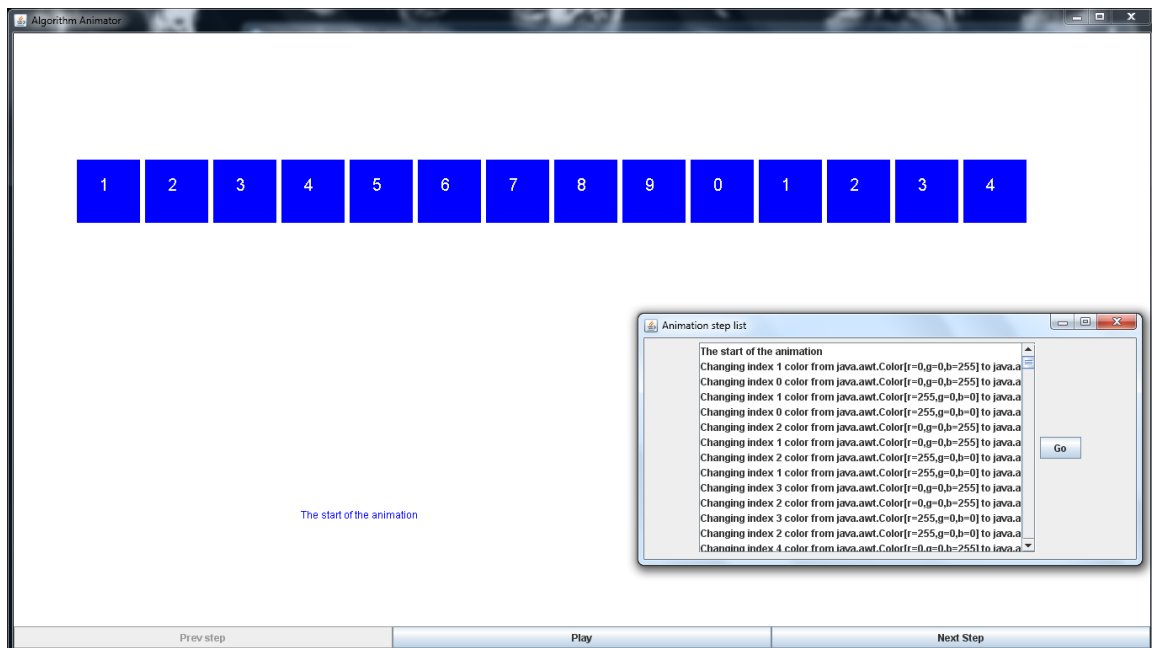 Algorithm Animator
1 2 3 4 5 6 7 8 9 0 1 2 3 4
Animation step list
The start of the animation
Changing index 1 color from java.awt.Color[r=0,g=0,b=255] to java.a
Changing index 0 color from java.awt.Color[r=0,g=0,b=255] to java.a
Changing index 1 color from java.awt.Color[r=255,g=0,b=0] to java.a
Changing index 0 color from java.awt.Color[r=255,g=0,b=0] to java.a
Changing index 2 color from java.awt.Color[r=0,g=0,b=255] to java.a
Changing index 1 color from java.awt.Color[r=0,g=0,b=255] to java.a
Changing index 2 color from java.awt.Color[r=255,g=0,b=0] to java.a
Changing index 1 color from java.awt.Color[r=255,g=0,b=0] to java.a
Changing index 3 color from java.awt.Color[r=0,g=0,b=255] to java.a
Changing index 2 color from java.awt.Color[r=0,g=0,b=255] to java.a
Changing index 3 color from java.awt.Color[r=255,g=0,b=0] to java.a
Changing index 2 color from java.awt.Color[r=255,g=0,b=0] to java.a
Changing index 4 color from java.awt.Color[r=0,g=0,b=255] to java.a
Go
The start of the animation
Prev step
Play
Next Step